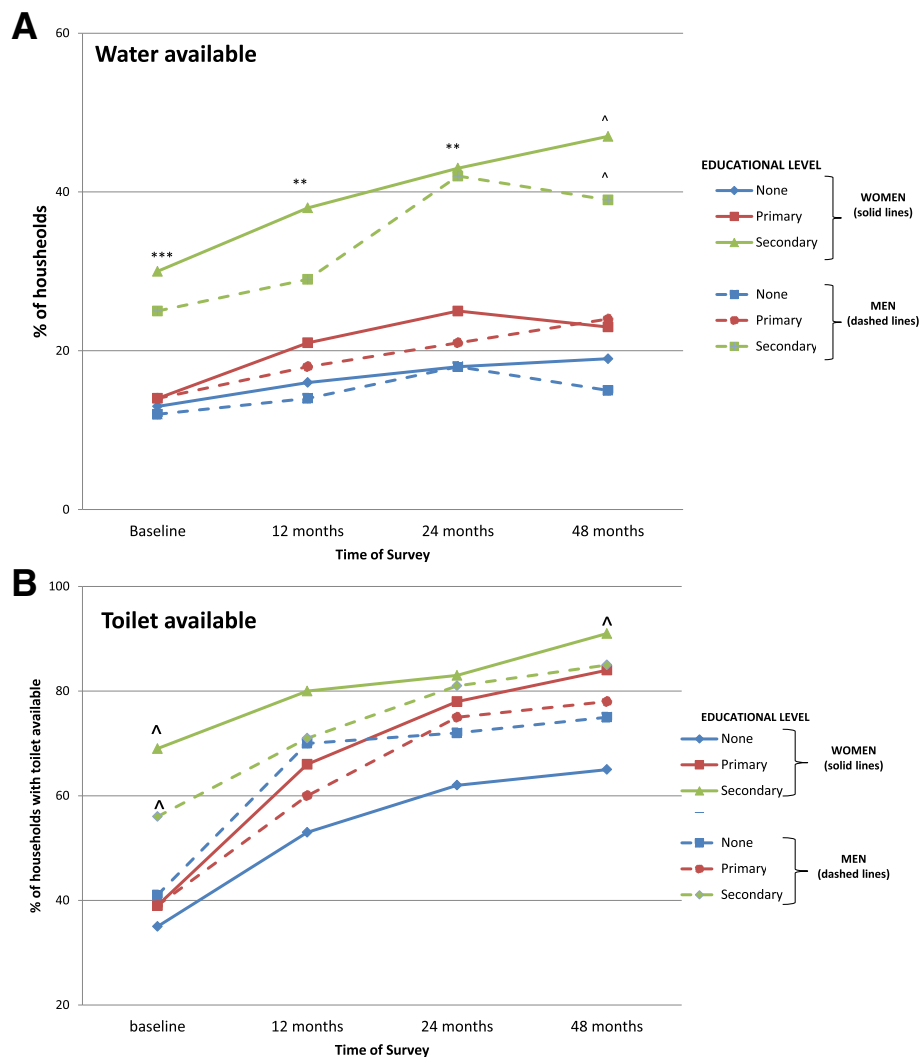 A
Water available
60
40
20
0
% of housheolds
***
**
**
^
^
Baseline
12 months
24 months
48 months
Time of Survey
EDUCATIONAL LEVEL
None
Primary
Secondary
WOMEN
(solid lines)
None
Primary
Secondary
MEN
(dashed lines)
B
Toilet available
100
80
60
40
20
% of households with toilet available
^
^
^
baseline
12 months
24 months
48 months
Time of Survey
EDUCATIONAL LEVEL
None
Primary
Secondary
WOMEN
(solid lines)
None
Primary
Secondary
MEN
(dashed lines)